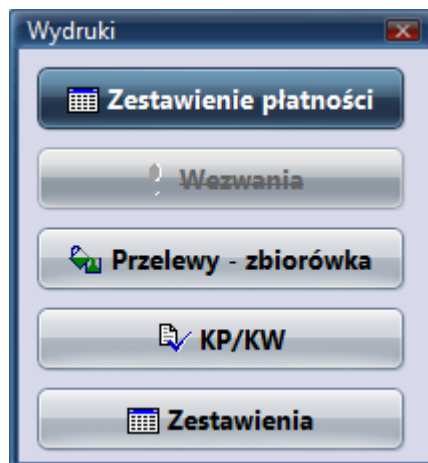 Wydruki
Zestawienie płatności
Wezwania
Przelewy - zbiorówka
KP/KW
Zestawienia